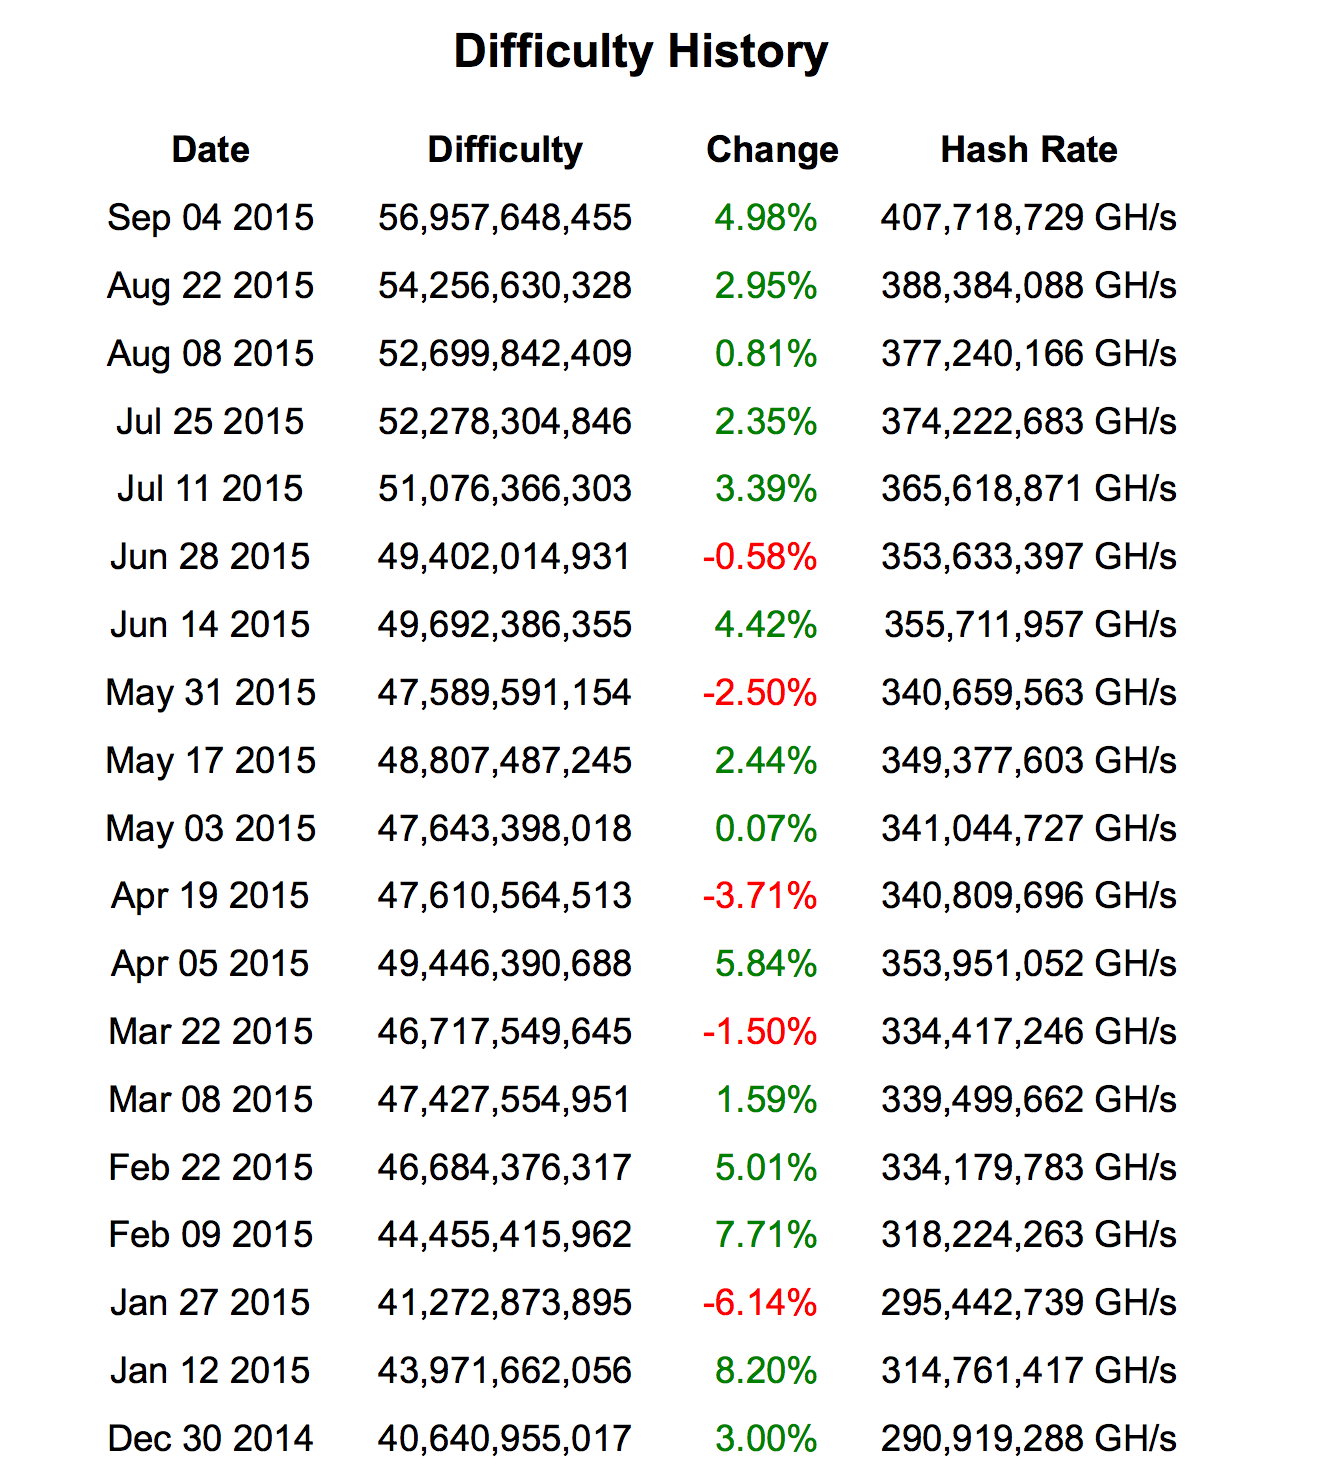 Difficulty History
Date Difficulty Change Hash Rate
Sep 04 2015 56,957,648,455 4.98% 407,718,729 GH/s
Aug 22 2015 54,256,630,328 2.95% 388,384,088 GH/s
Aug 08 2015 52,699,842,409 0.81% 377,240,166 GH/s
Jul 25 2015 52,278,304,846 2.35% 374,222,683 GH/s
Jul 11 2015 51,076,366,303 3.39% 365,618,871 GH/s
Jun 28 2015 49,402,014,931 -0.58% 353,633,397 GH/s
Jun 14 2015 49,692,386,355 4.42% 355,711,957 GH/s
May 31 2015 47,589,591,154 -2.50% 340,659,563 GH/s
May 17 2015 48,807,487,245 2.44% 349,377,603 GH/s
May 03 2015 47,643,398,018 0.07% 341,044,727 GH/s
Apr 19 2015 47,610,564,513 -3.71% 340,809,696 GH/s
Apr 05 2015 49,446,390,688 5.84% 353,951,052 GH/s
Mar 22 2015 46,717,549,645 -1.50% 334,417,246 GH/s
Mar 08 2015 47,427,554,951 1.59% 339,499,662 GH/s
Feb 22 2015 46,684,376,317 5.01% 334,179,783 GH/s
Feb 09 2015 44,455,415,962 7.71% 318,224,263 GH/s
Jan 27 2015 41,272,873,895 -6.14% 295,442,739 GH/s
Jan 12 2015 43,971,662,056 8.20% 314,761,417 GH/s
Dec 30 2014 40,640,955,017 3.00% 290,919,288 GH/s